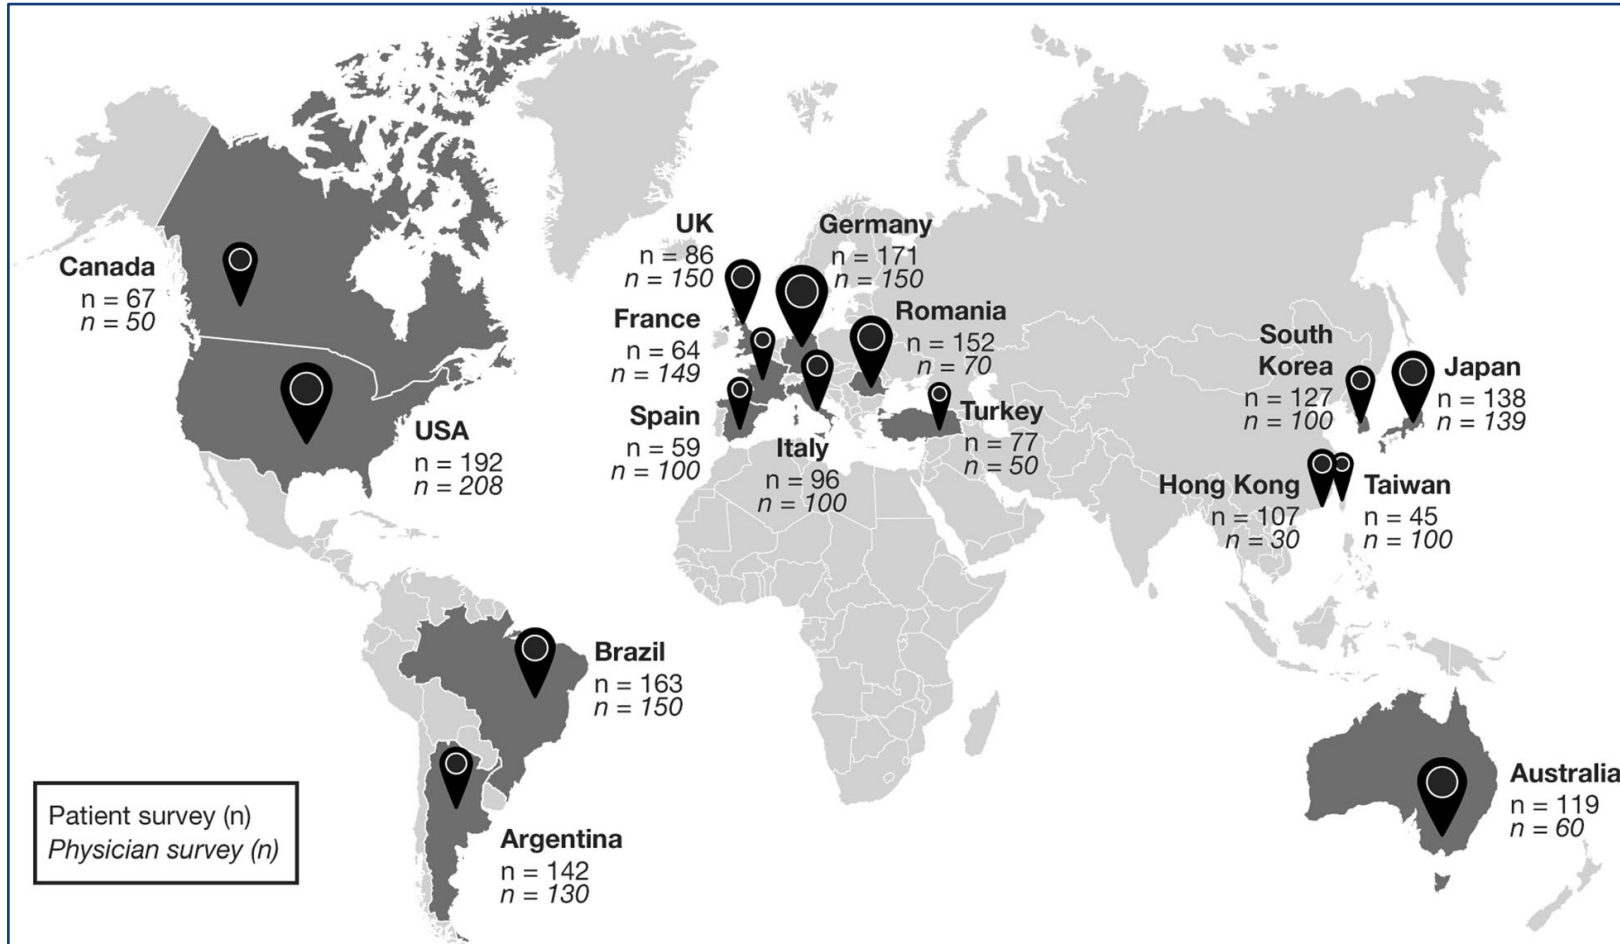 UK
n = 86
n = 150
Germany
n = 171
n = 150
Canada
n = 67
n = 50
France
n = 64
n = 149
Romania
n = 152
n = 70
South
Korea
n = 127
n = 100
Japan
n = 138
n = 139
USA
n = 192
n = 208
Spain
n = 59
n = 100
Italy
n = 96
n = 100
Turkey
n = 77
n = 50
Hong Kong
n = 107
n = 30
Taiwan
n = 45
n = 100
Brazil
n = 163
n = 150
Australia
n = 119
n = 60
Argentina
n = 142
n = 130
Patient survey (n)
Physician survey (n)